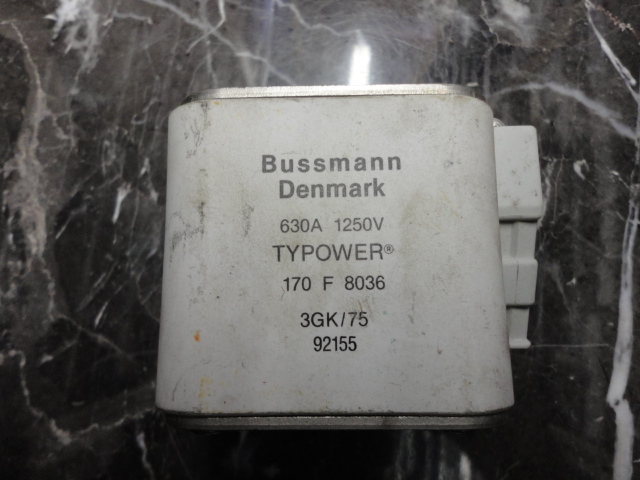 Bussmann
Denmark
630A 1250V
TYPOWER®
170 F 8036
3GK/75
92155